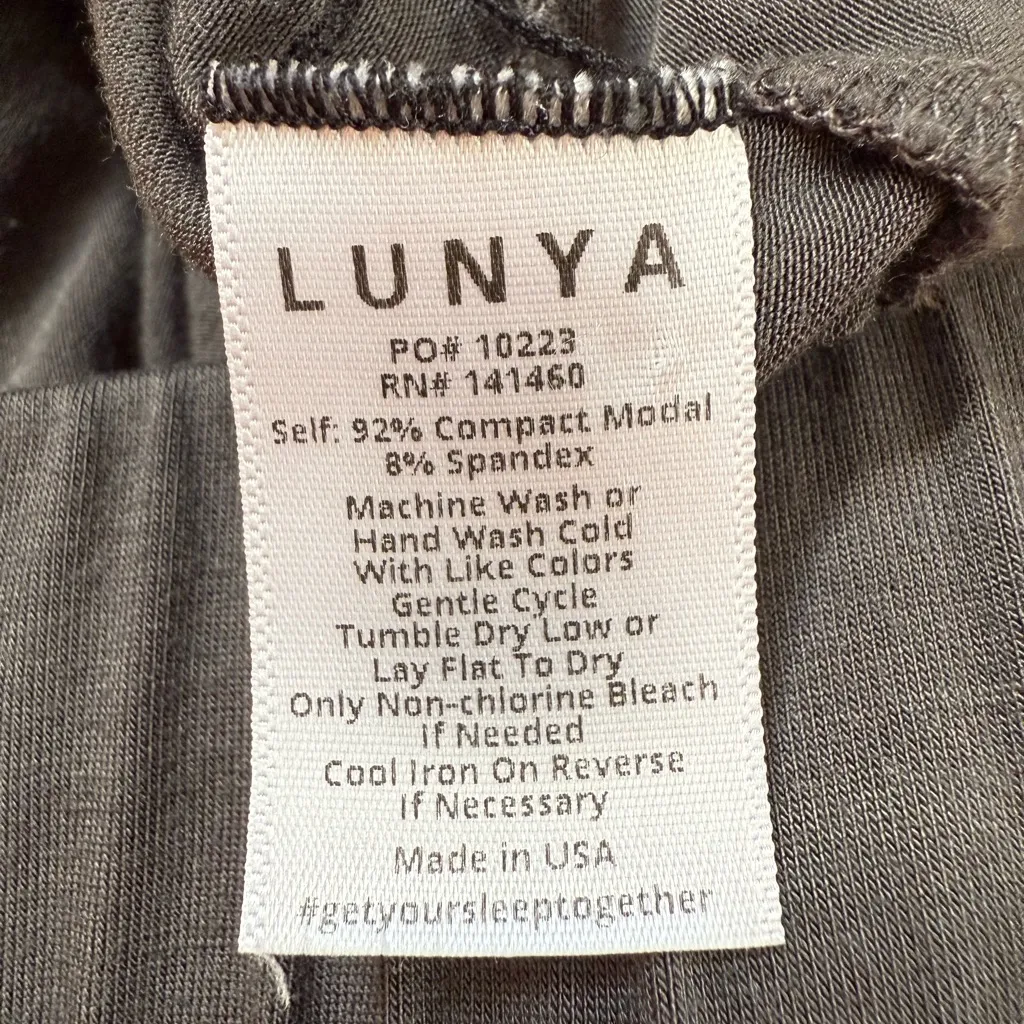 LUNYA
PO# 10223
RN# 141460
Self: 92% Compact Modal
8% Spandex
Machine Wash or
Hand Wash Cold
With Like Colors
Gentle Cycle
Tumble Dry Low or
Lay Flat To Dry
Only Non-chlorine Bleach
If Needed
Cool Iron On Reverse
If Necessary
Made in USA
#getyoursleeptogether